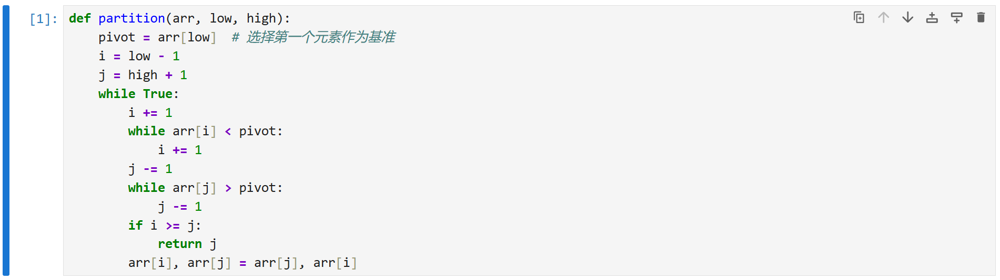 [1]: def partition(arr, low, high):
    pivot = arr[low]  # 选择第一个元素作为基准
    i = low - 1
    j = high + 1
    while True:
        i += 1
        while arr[i] < pivot:
            i += 1
        j -= 1
        while arr[j] > pivot:
            j -= 1
        if i >= j:
            return j
        arr[i], arr[j] = arr[j], arr[i]